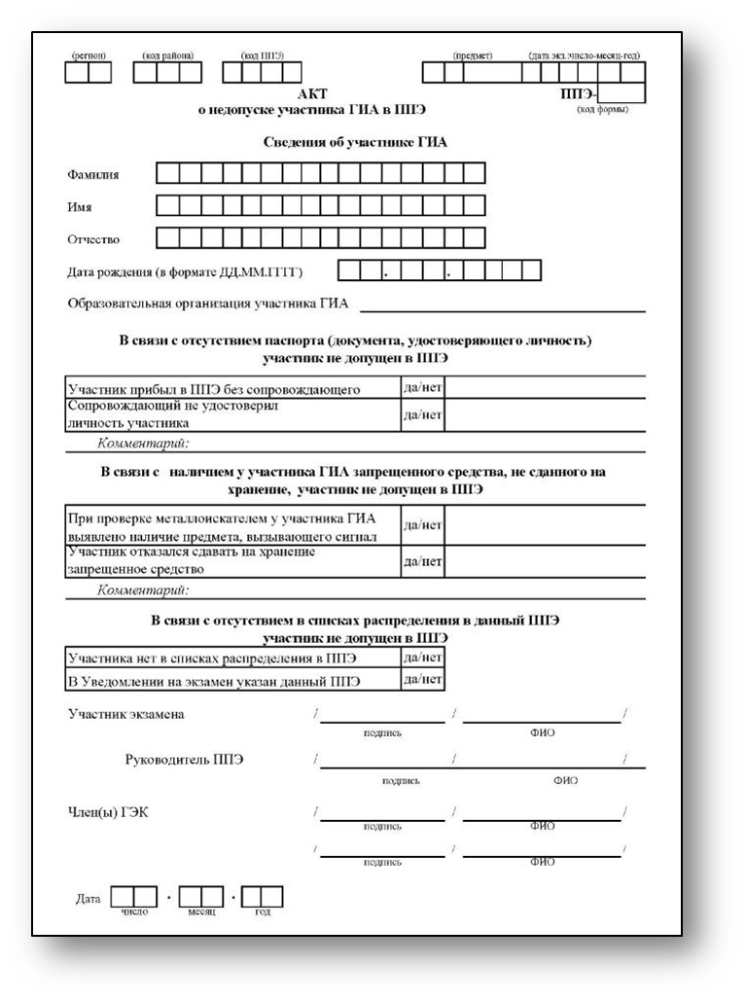 (регион) (код района) (код ППЭ) (предмет) (дата экз.:число-месяц-год)
АКТ ППЭ-
о недопуске участника ГИА в ППЭ (код формы)
Сведения об участнике ГИА
Фамилия
Имя
Отчество
Дата рождения (в формате ДД.ММ.ГГГГ) . .
Образовательная организация участника ГИА
В связи с отсутствием паспорта (документа, удостоверяющего личность)
участник не допущен в ППЭ
Участник прибыл в ППЭ без сопровождающего да/нет
Сопровождающий не удостоверил
личность участника да/нет
Комментарий:
В связи с наличием у участника ГИА запрещенного средства, не сданного на
хранение, участник не допущен в ППЭ
При проверке металлоискателем у участника ГИА
выявлено наличие предмета, вызывающего сигнал да/нет
Участник отказался сдавать на хранение
запрещенное средство да/нет
Комментарий:
В связи с отсутствием в списках распределения в данный ППЭ
участник не допущен в ППЭ
Участника нет в списках распределения в ППЭ да/нет
В Уведомлении на экзамен указан данный ППЭ да/нет
Участник экзамена / / /
подпись ФИО
Руководитель ППЭ / /
подпись ФИО
Член(ы) ГЭК / / /
подпись ФИО
/ / /
подпись ФИО
Дата . .
число месяц год